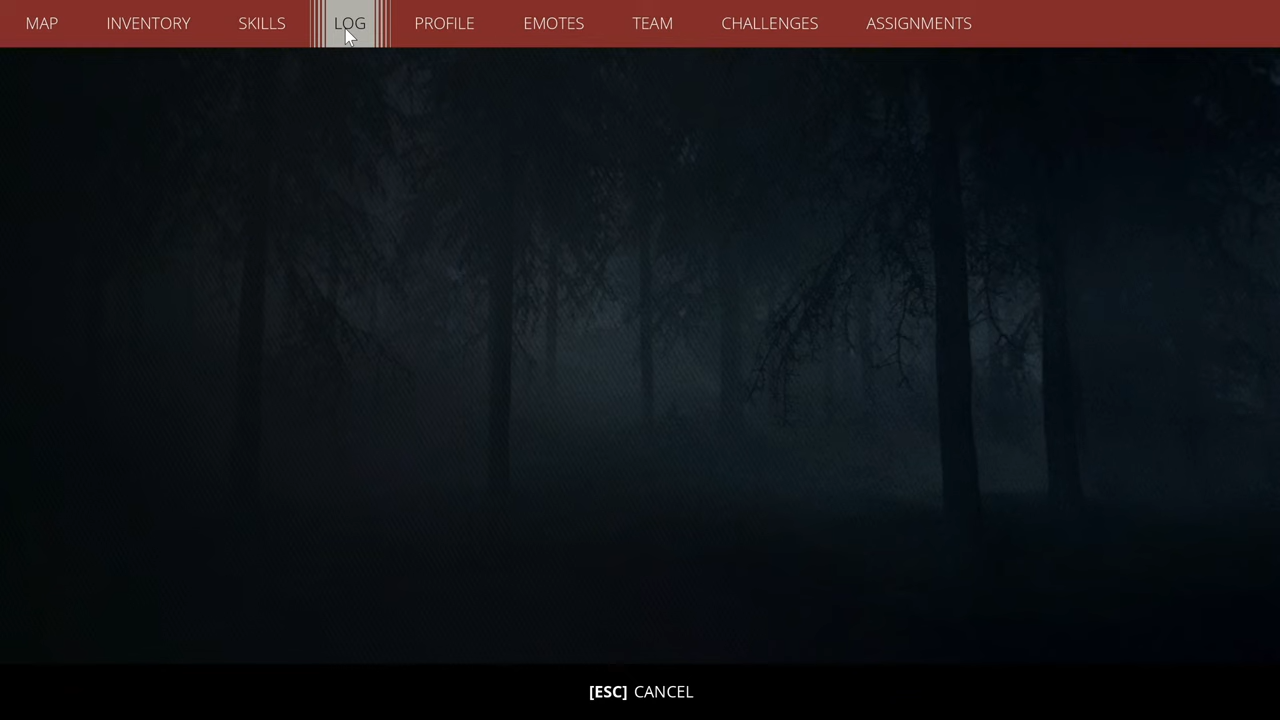 MAP INVENTORY SKILLS LOG PROFILE EMOTES TEAM CHALLENGES ASSIGNMENTS
[ESC] CANCEL